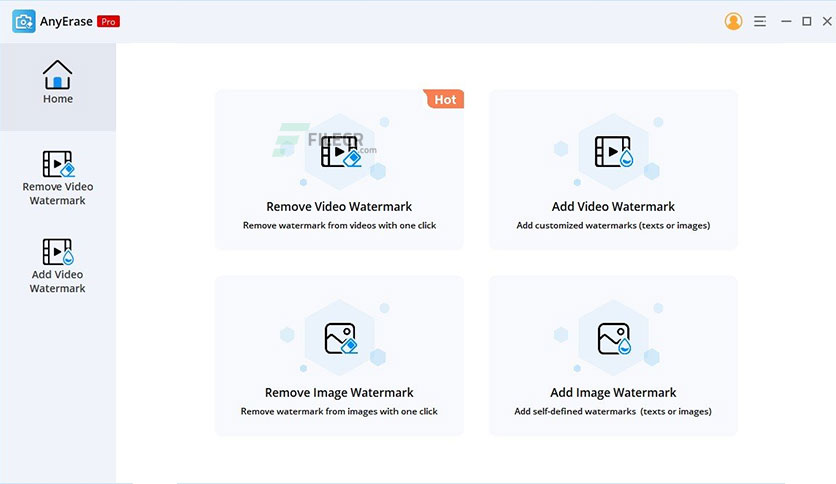 AnyErase Pro
Home
Remove Video
Watermark
Add Video
Watermark
Hot
FILECR
.com
Remove Video Watermark
Remove watermark from videos with one click
Add Video Watermark
Add customized watermarks (texts or images)
Remove Image Watermark
Remove watermark from images with one click
Add Image Watermark
Add self-defined watermarks (texts or images)